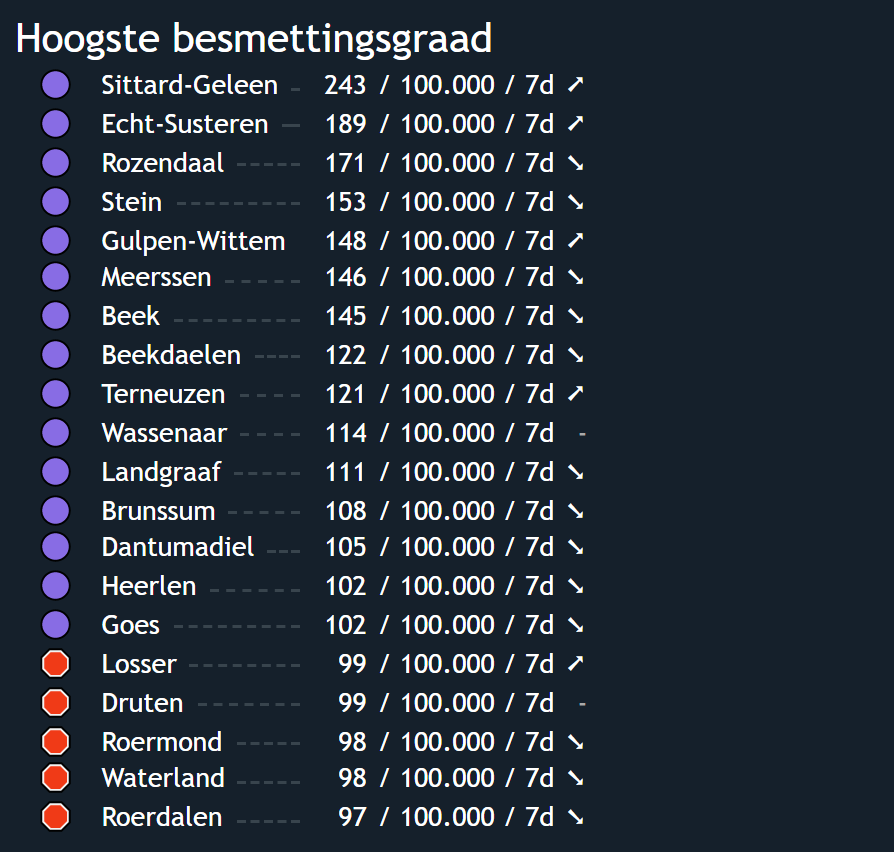 Hoogste besmettingsgraad
Sittard-Geleen 243 / 100.000 / 7d ➚
Echt-Susteren 189 / 100.000 / 7d ➚
Rozendaal 171 / 100.000 / 7d ➘
Stein 153 / 100.000 / 7d ➘
Gulpen-Wittem 148 / 100.000 / 7d ➚
Meerssen 146 / 100.000 / 7d ➘
Beek 145 / 100.000 / 7d ➘
Beekdaelen 122 / 100.000 / 7d ➘
Terneuzen 121 / 100.000 / 7d ➚
Wassenaar 114 / 100.000 / 7d -
Landgraaf 111 / 100.000 / 7d ➘
Brunssum 108 / 100.000 / 7d ➘
Dantumadiel 105 / 100.000 / 7d ➘
Heerlen 102 / 100.000 / 7d ➘
Goes 102 / 100.000 / 7d ➘
Losser 99 / 100.000 / 7d ➚
Druten 99 / 100.000 / 7d -
Roermond 98 / 100.000 / 7d ➘
Waterland 98 / 100.000 / 7d ➘
Roerdalen 97 / 100.000 / 7d ➘